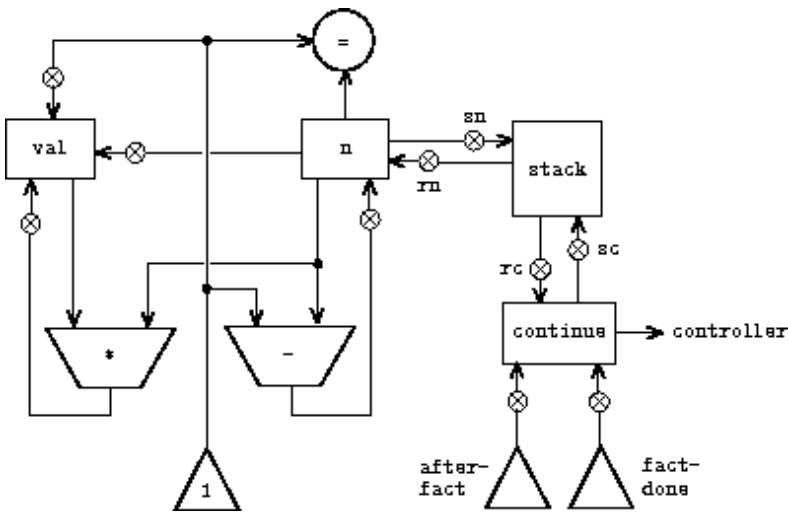 =
sn
val
n
stack
rn
rc
sc
continue
controller
*
-
after-
fact
fact-
done
1